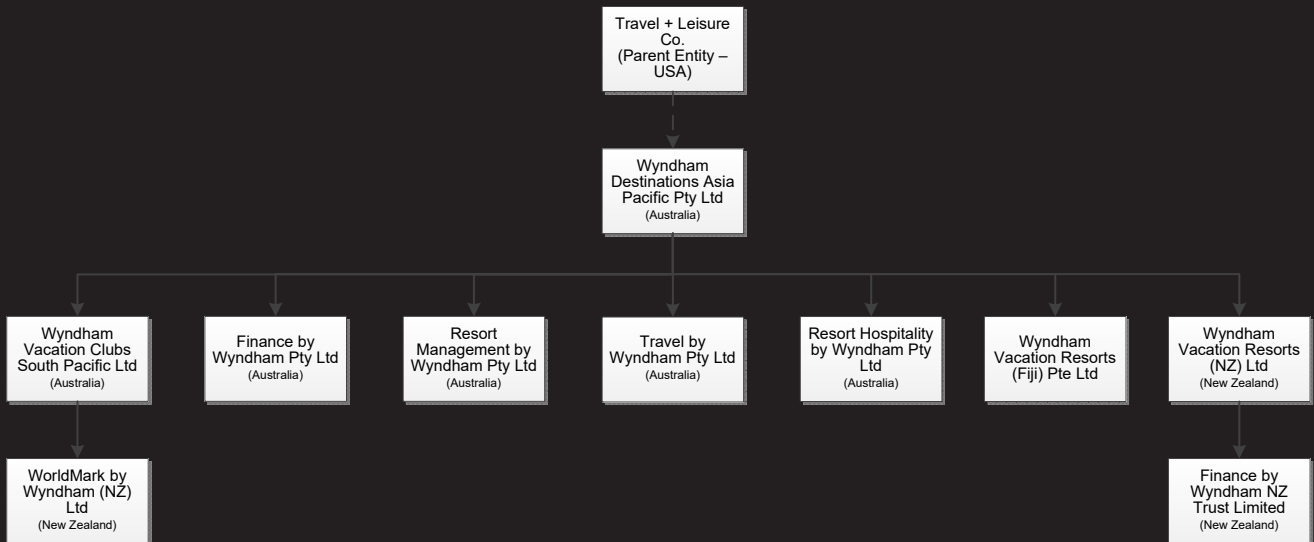 Travel + Leisure
Co.
(Parent Entity –
USA)
Wyndham
Destinations Asia
Pacific Pty Ltd
(Australia)
Wyndham
Vacation Clubs
South Pacific Ltd
(Australia)
Finance by
Wyndham Pty Ltd
(Australia)
Resort
Management by
Wyndham Pty Ltd
(Australia)
Travel by
Wyndham Pty Ltd
(Australia)
Resort Hospitality
by Wyndham Pty
Ltd
(Australia)
Wyndham
Vacation Resorts
(Fiji) Pte Ltd
Wyndham
Vacation Resorts
(NZ) Ltd
(New Zealand)
WorldMark by
Wyndham (NZ)
Ltd
(New Zealand)
Finance by
Wyndham NZ
Trust Limited
(New Zealand)